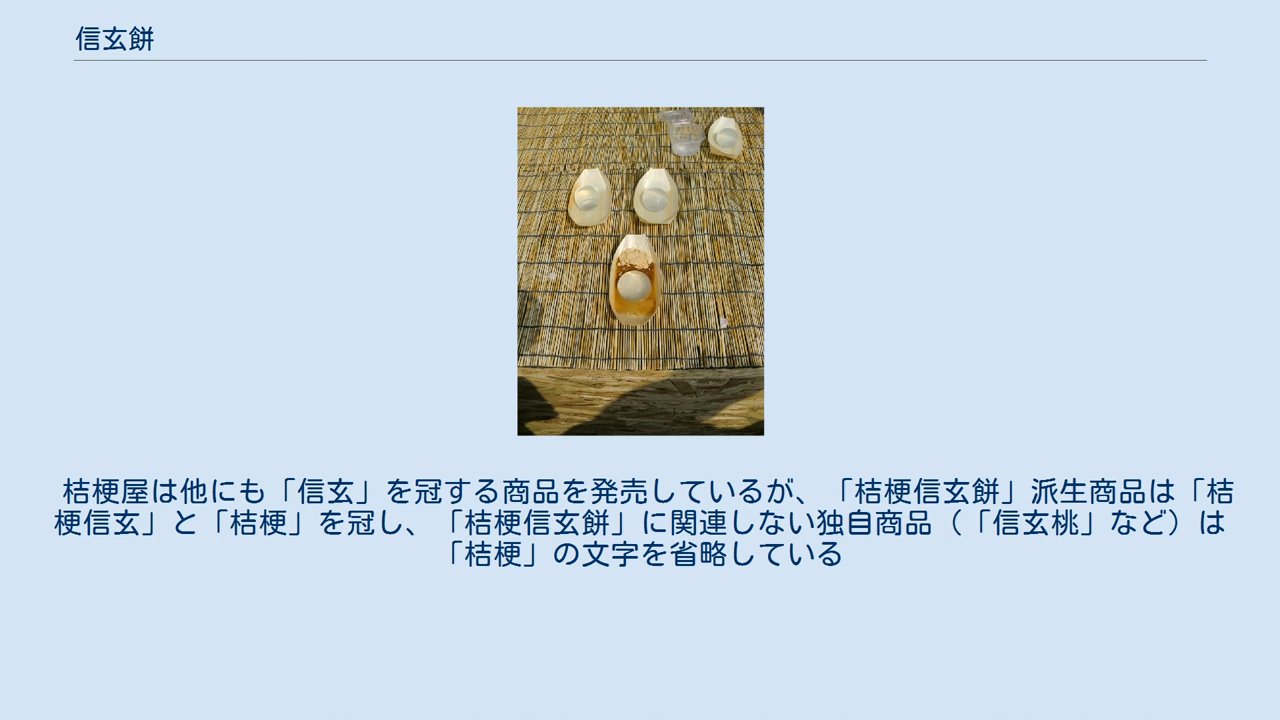 信玄餅
桔梗屋は他にも「信玄」を冠する商品を発売しているが、「桔梗信玄餅」派生商品は「桔
梗信玄」と「桔梗」を冠し、「桔梗信玄餅」に関連しない独自商品（「信玄桃」など）は
「桔梗」の文字を省略している